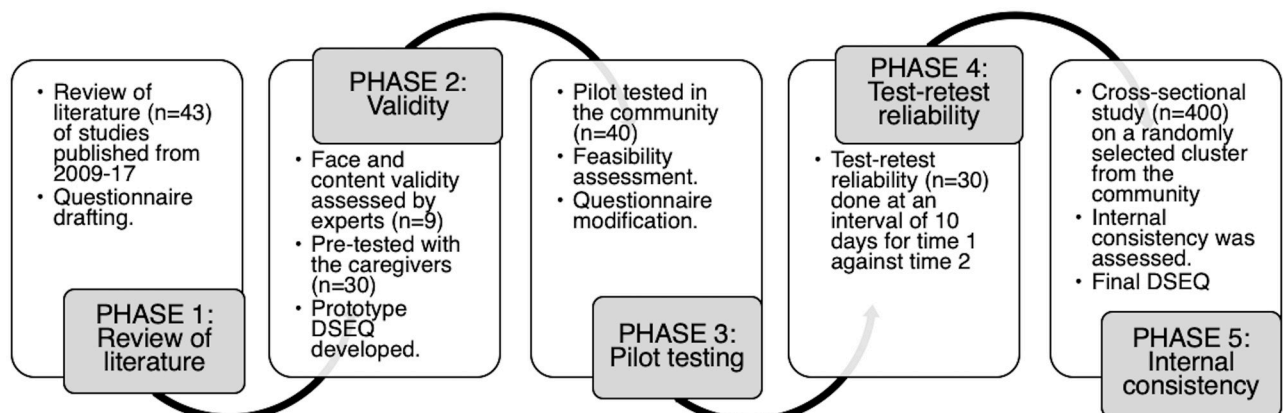 • Review of
literature (n=43)
of studies
published from
2009-17
• Questionnaire
drafting.
PHASE 1:
Review of
literature
PHASE 2:
Validity
• Face and
content validity
assessed by
experts (n=9)
• Pre-tested with
the caregivers
(n=30)
• Prototype
DSEQ
developed.
• Pilot tested in
the community
(n=40)
• Feasibility
assessment.
• Questionnaire
modification.
PHASE 3:
Pilot testing
PHASE 4:
Test-retest
reliability
• Test-retest
reliability (n=30)
done at an
interval of 10
days for time 1
against time 2
• Cross-sectional
study (n=400)
on a randomly
selected cluster
from the
community
• Internal
consistency was
assessed.
• Final DSEQ
PHASE 5:
Internal
consistency